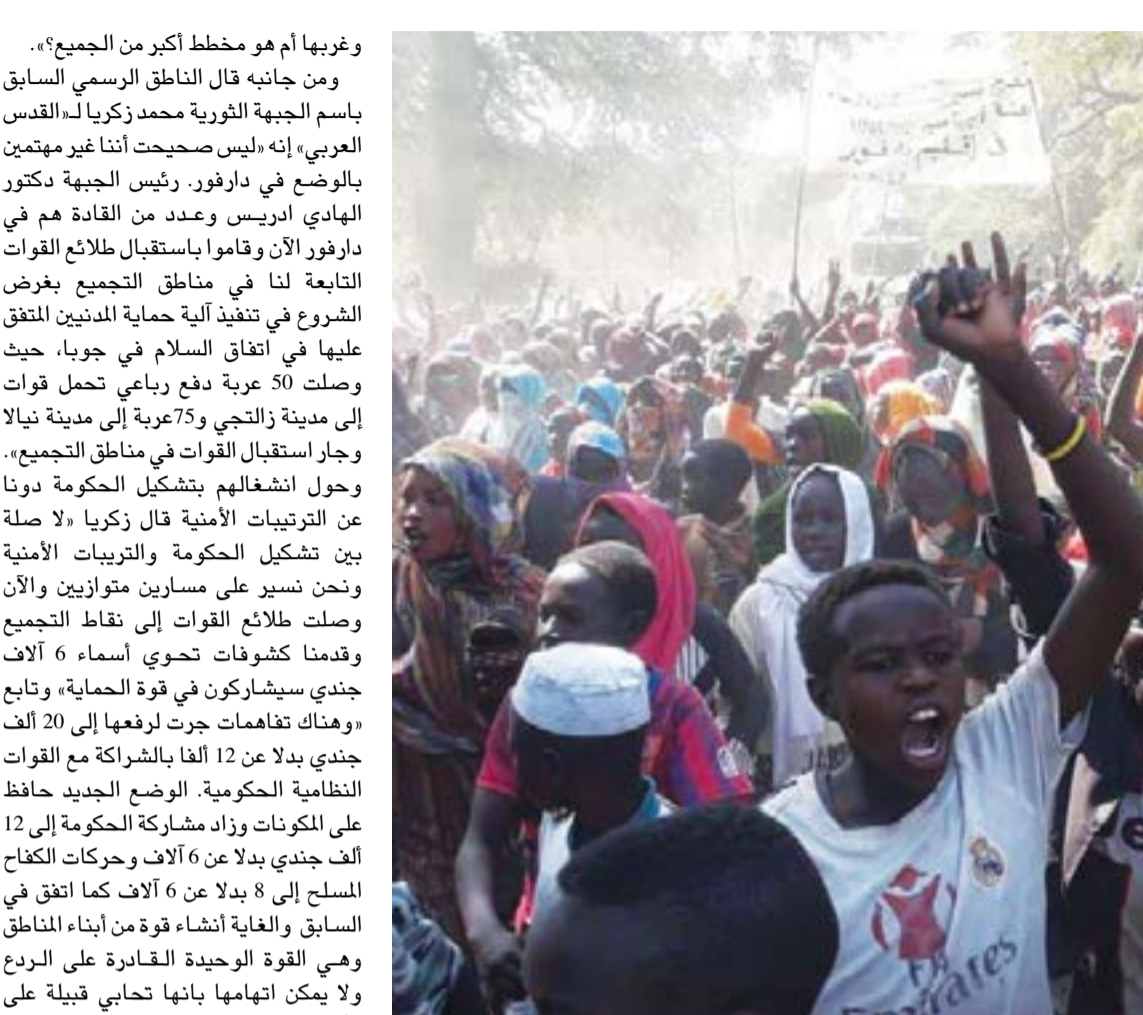 وغربها أم هو مخطط أكبر من الجميع؟».
ومن جانبه قال الناطق الرسمي السابق
باسم الجبهة الثورية محمد زكريا لـ«القدس
العربي» إنه «ليس صحيحت أننا غير مهتمين
بالوضع في دارفور. رئيس الجبهة دكتور
الهادي ادريس وعدد من القادة هم في
دارفور الآن وقاموا باستقبال طلائع القوات
التابعة لنا في مناطق التجميع بغرض
الشروع في تنفيذ آلية حماية المدنيين المتفق
عليها في اتفاق السلام في جوبا، حيث
وصلت 50 عربة دفع رباعي تحمل قوات
إلى مدينة زالتجي و75عربة إلى مدينة نيالا
وجار استقبال القوات في مناطق التجميع».
وحول انشغالهم بتشكيل الحكومة دونا
عن الترتيبات الأمنية قال زكريا «لا صلة
بين تشكيل الحكومة والتريبات الأمنية
ونحن نسير على مسارين متوازيين والآن
وصلت طلائع القوات إلى نقاط التجميع
وقدمنا كشوفات تحوي أسماء 6 آلاف
جندي سيشاركون في قوة الحماية» وتابع
«وهناك تفاهمات جرت لرفعها إلى 20 ألف
جندي بدلا عن 12 ألفا بالشراكة مع القوات
النظامية الحكومية. الوضع الجديد حافظ
على المكونات وزاد مشاركة الحكومة إلى 12
ألف جندي بدلا عن 6 آلاف وحركات الكفاح
المسلح إلى 8 بدلا عن 6 آلاف كما اتفق في
السابق والغاية أنشاء قوة من أبناء المناطق
وهي القوة الوحيدة القادرة على الردع
ولا يمكن اتهامها بانها تحابي قبيلة على
إقليم دارفور
Fly
Emirates